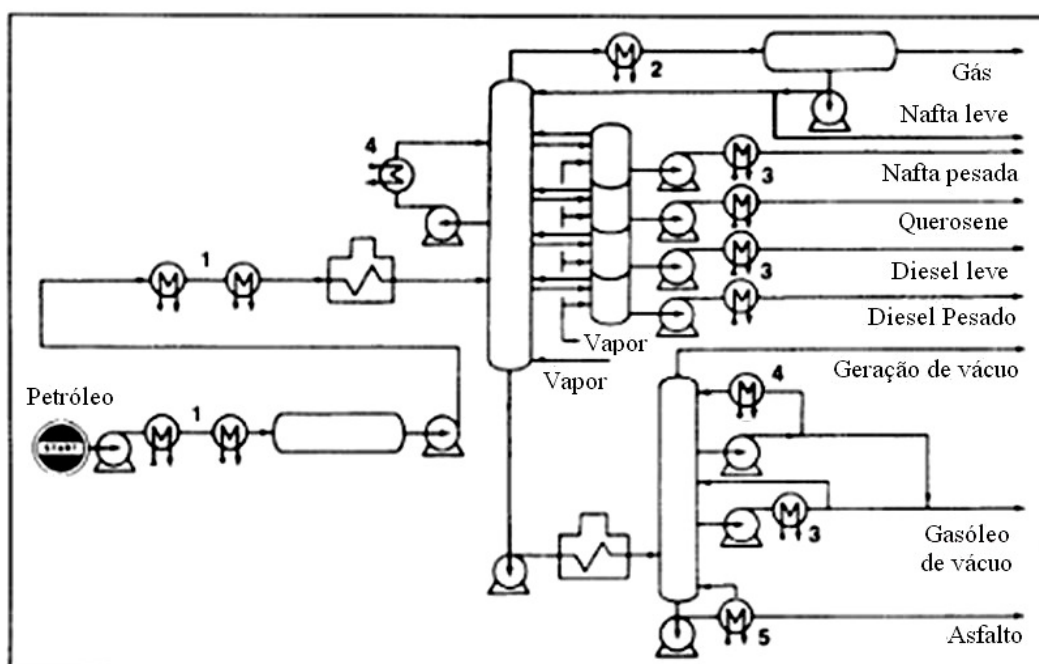 2
Gás
Nafta leve
4
3
Nafta pesada
Querosene
1
3
Diesel leve
Diesel Pesado
Vapor
Vapor
4
Geração de vácuo
Petróleo
1
START
3
Gasóleo
de vácuo
5
Asfalto